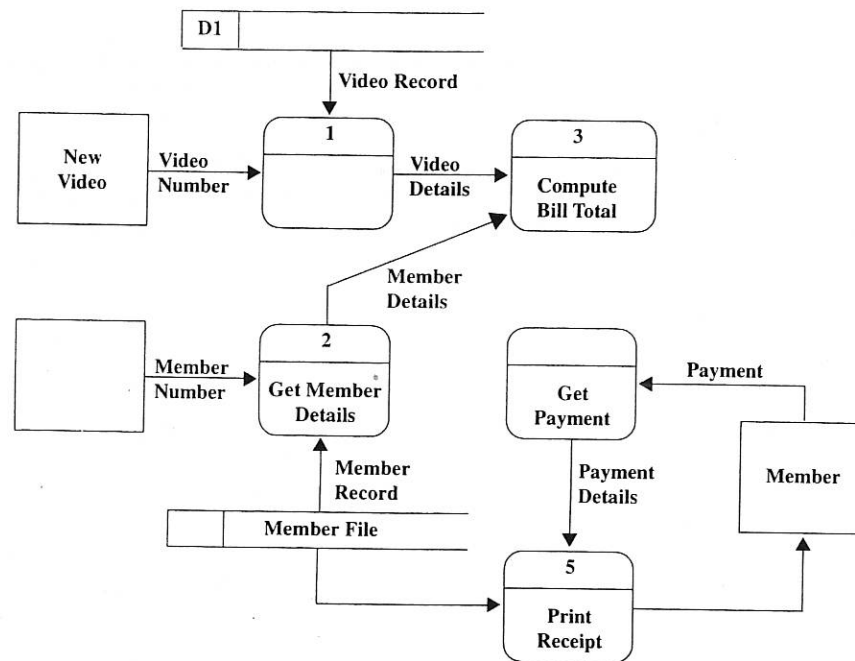 D1
Video Record
1
3
New
Video
Video
Number
Video
Details
Compute
Bill Total
Member
Details
2
Member
Number
Get Member
Details
Get
Payment
Payment
Member
Record
Payment
Details
Member
Member File
5
Print
Receipt